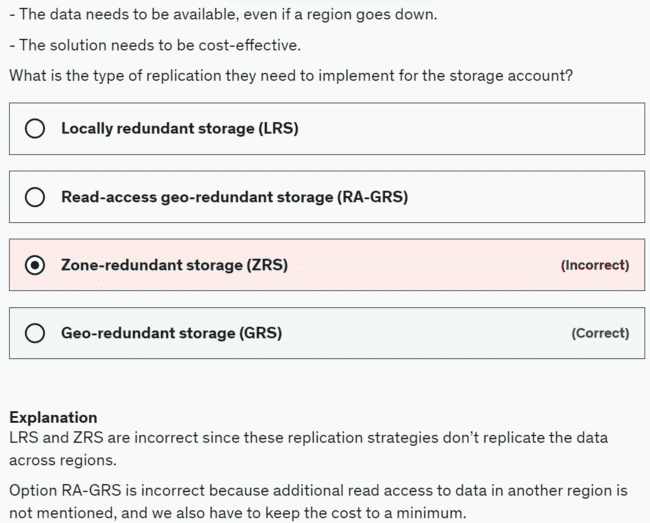 - The data needs to be available, even if a region goes down.
- The solution needs to be cost-effective.
What is the type of replication they need to implement for the storage account?
Locally redundant storage (LRS)
Read-access geo-redundant storage (RA-GRS)
Zone-redundant storage (ZRS) (Incorrect)
Geo-redundant storage (GRS) (Correct)
Explanation
LRS and ZRS are incorrect since these replication strategies don’t replicate the data
across regions.
Option RA-GRS is incorrect because additional read access to data in another region is
not mentioned, and we also have to keep the cost to a minimum.